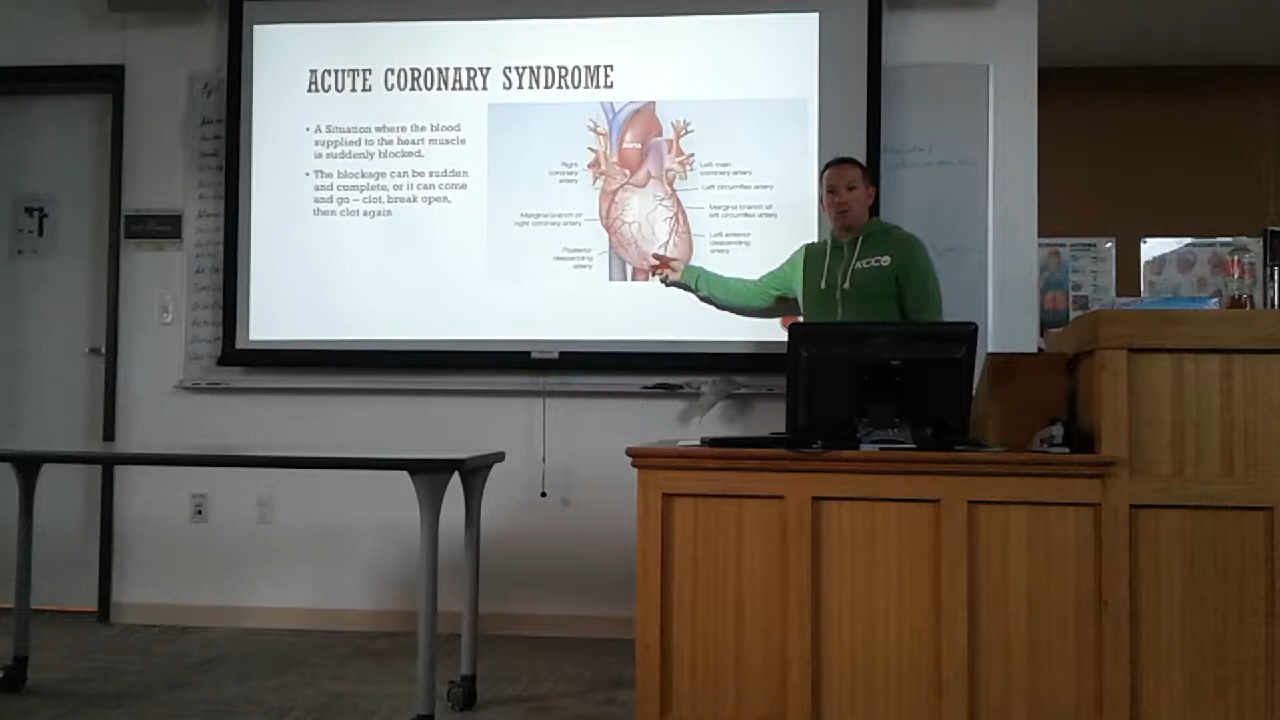 ACUTE CORONARY SYNDROME
• A Situation where the blood
supplied to the heart muscle
is suddenly blocked.
• The blockage can be sudden
and complete, or it can come
and go – clot, break open,
then clot again
Aorta
Right
coronary
artery
Left main
coronary artery
Left circumflex artery
Marginal branch of
right coronary artery
Marginal branch of
left circumflex artery
Left anterior
descending
artery
Posterior
descending
artery
KCCO